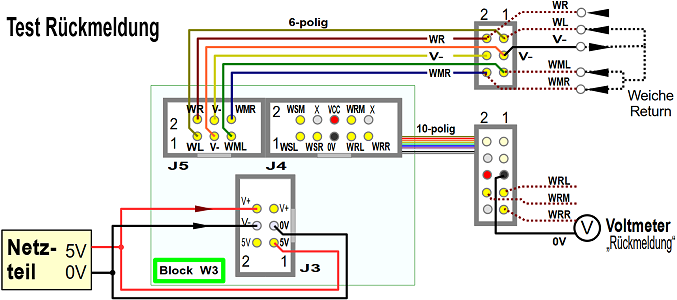 Test Rückmeldung
6-polig
WR
V–
WMR
2 1
WR
WL
V–
V–
WML
WMR
Weiche
Return
WR V– WMR
2
1
WL V– WML
J5
WSM X VCC WRM X
2
1
WSL WSR 0V WRL WRR
J4
10-polig
2 1
WRL
WRM
WRR
0V
V
Voltmeter
„Rückmeldung“
V+ V+
V– 0V
5V 5V
2 1
J3
Block W3
Netz-
teil
5V
0V